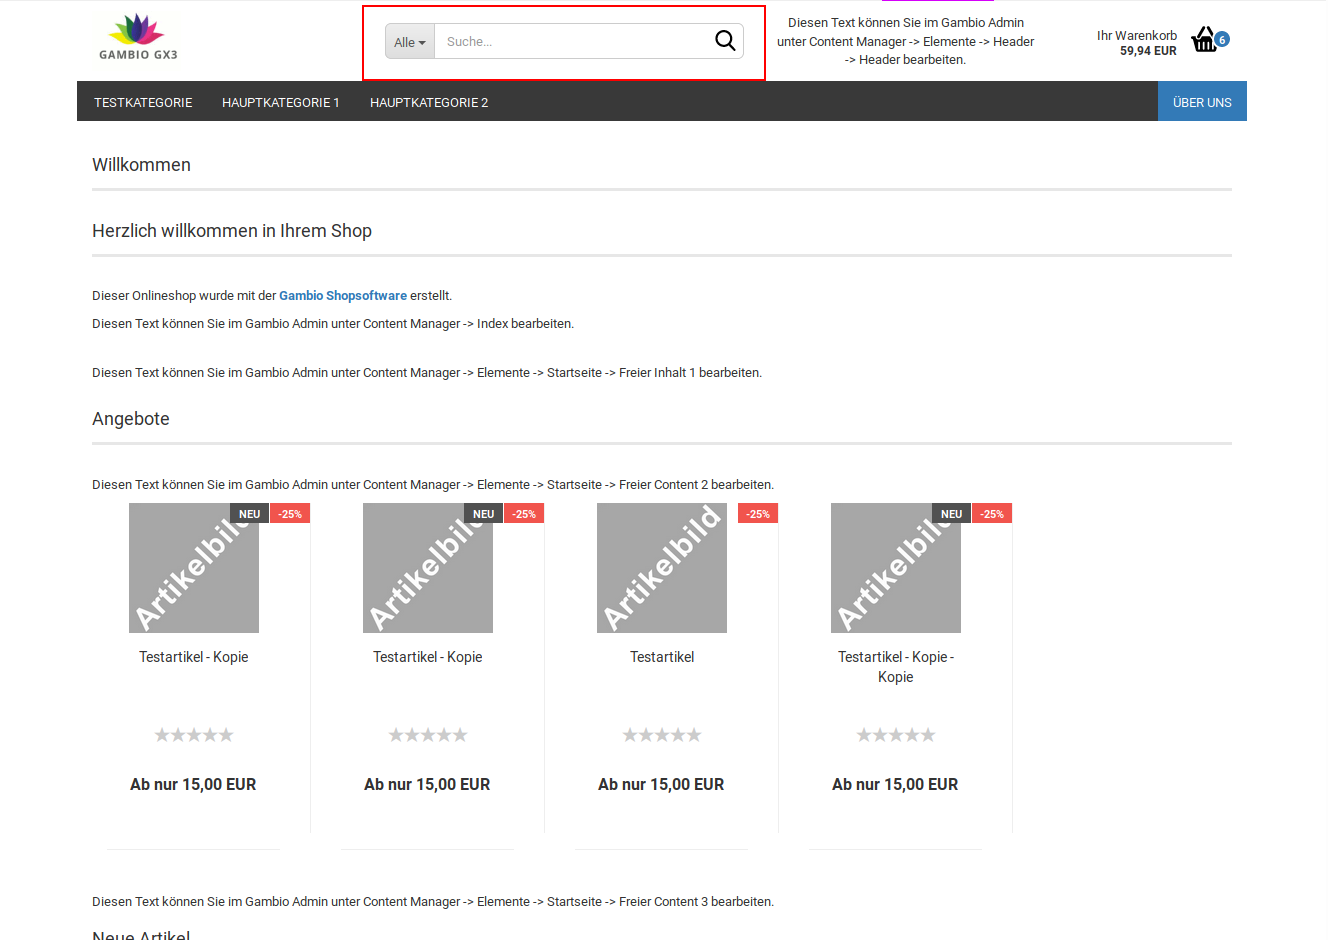 GAMBIO GX3
Alle
Suche...
Diesen Text können Sie im Gambio Admin
unter Content Manager -> Elemente -> Header
-> Header bearbeiten.
Ihr Warenkorb
59,94 EUR
6
TESTKATEGORIE HAUPTKATEGORIE 1 HAUPTKATEGORIE 2 ÜBER UNS
Willkommen
Herzlich willkommen in Ihrem Shop
Dieser Onlineshop wurde mit der Gambio Shopsoftware erstellt.
Diesen Text können Sie im Gambio Admin unter Content Manager -> Index bearbeiten.
Diesen Text können Sie im Gambio Admin unter Content Manager -> Elemente -> Startseite -> Freier Inhalt 1 bearbeiten.
Angebote
Diesen Text können Sie im Gambio Admin unter Content Manager -> Elemente -> Startseite -> Freier Content 2 bearbeiten.
NEU -25%
Artikelbild
Testartikel - Kopie
Ab nur 15,00 EUR
NEU -25%
Artikelbild
Testartikel - Kopie
Ab nur 15,00 EUR
-25%
Artikelbild
Testartikel
Ab nur 15,00 EUR
NEU -25%
Artikelbild
Testartikel - Kopie -
Kopie
Ab nur 15,00 EUR
Diesen Text können Sie im Gambio Admin unter Content Manager -> Elemente -> Startseite -> Freier Content 3 bearbeiten.
Neue Artikel